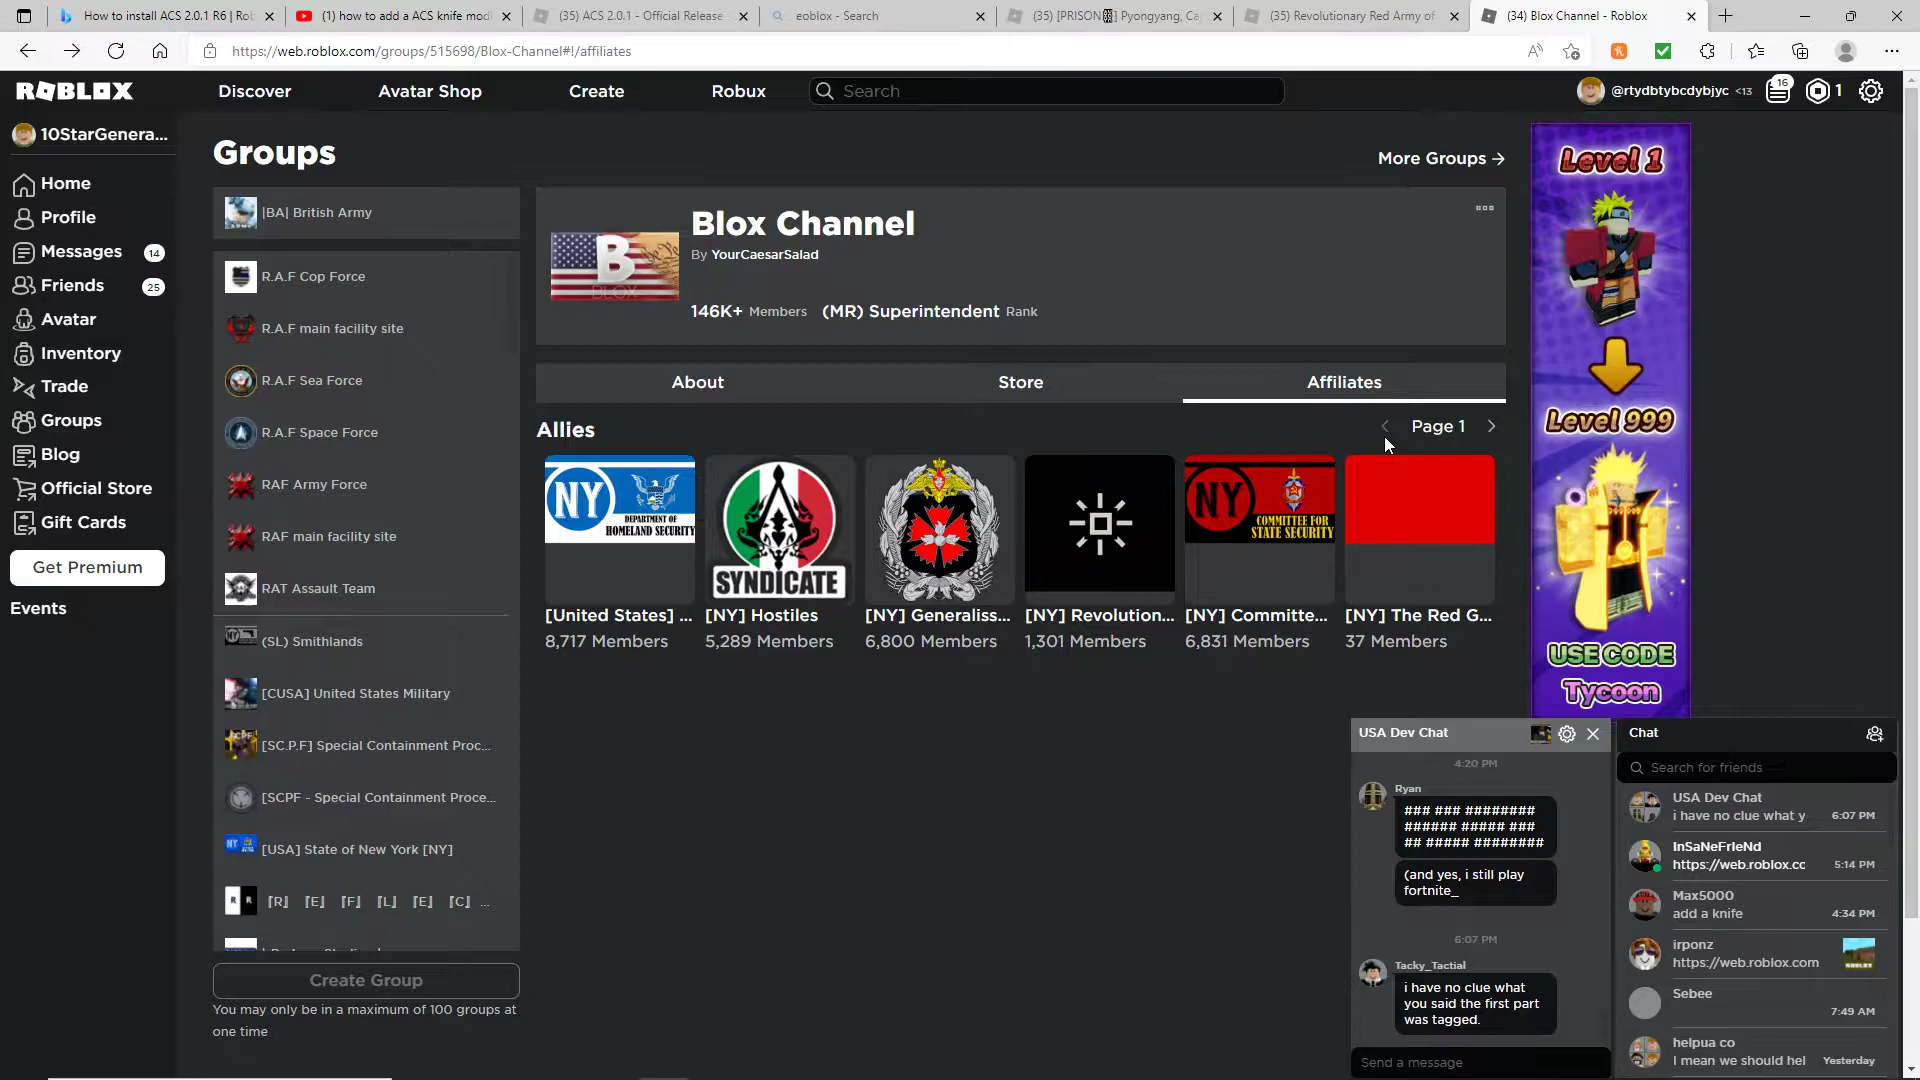 How to install ACS 2.0.1 R6 | Rob
(1) how to add a ACS knife mod
(35) ACS 2.0.1 - Official Release
eoblox - Search
(35) [PRISON] Pyongyang, Ca
(35) Revolutionary Red Army of
(34) Blox Channel - Roblox
https://web.roblox.com/groups/515698/Blox-Channel#!/affiliates
ROBLOX
Discover
Avatar Shop
Create
Robux
Search
@rtydbtybcdybjyc <13
16
1
10StarGenera...
Home
Profile
Messages 14
Friends 25
Avatar
Inventory
Trade
Groups
Blog
Official Store
Gift Cards
Get Premium
Events
Groups
More Groups →
|BA| British Army
R.A.F Cop Force
R.A.F main facility site
R.A.F Sea Force
R.A.F Space Force
RAF Army Force
RAF main facility site
RAT Assault Team
(SL) Smithlands
[CUSA] United States Military
[SC.P.F] Special Containment Proc...
[SCPF - Special Containment Proce...
[USA] State of New York [NY]
『R』 『E』 『F』 『L』 『E』 『C』 ...
Create Group
You may only be in a maximum of 100 groups at
one time
B
Blox Channel
By YourCaesarSalad
146K+ Members (MR) Superintendent Rank
About
Store
Affiliates
Allies
Page 1
NY
DEPARTMENT OF
HOMELAND SECURITY
SYNDICATE
NY
COMMITTEE FOR
STATE SECURITY
[United States] ...
8,717 Members
[NY] Hostiles
5,289 Members
[NY] Generaliss...
6,800 Members
[NY] Revolution...
1,301 Members
[NY] Committe...
6,831 Members
[NY] The Red G...
37 Members
Level 1
Level 999
USE CODE
Tycoon
USA Dev Chat
4:20 PM
Ryan
### ### ########
###### ##### ###
## ##### ########
(and yes, i still play
fortnite_
6:07 PM
Tacky_Tactial
i have no clue what
you said the first part
was tagged.
Send a message
Chat
Search for friends
USA Dev Chat
i have no clue what y 6:07 PM
InSaNeFrIeNd
https://web.roblox.cc 5:14 PM
Max5000
add a knife 4:34 PM
irponz
https://web.roblox.com
Sebee
7:49 AM
helpua co
I mean we should hel Yesterday